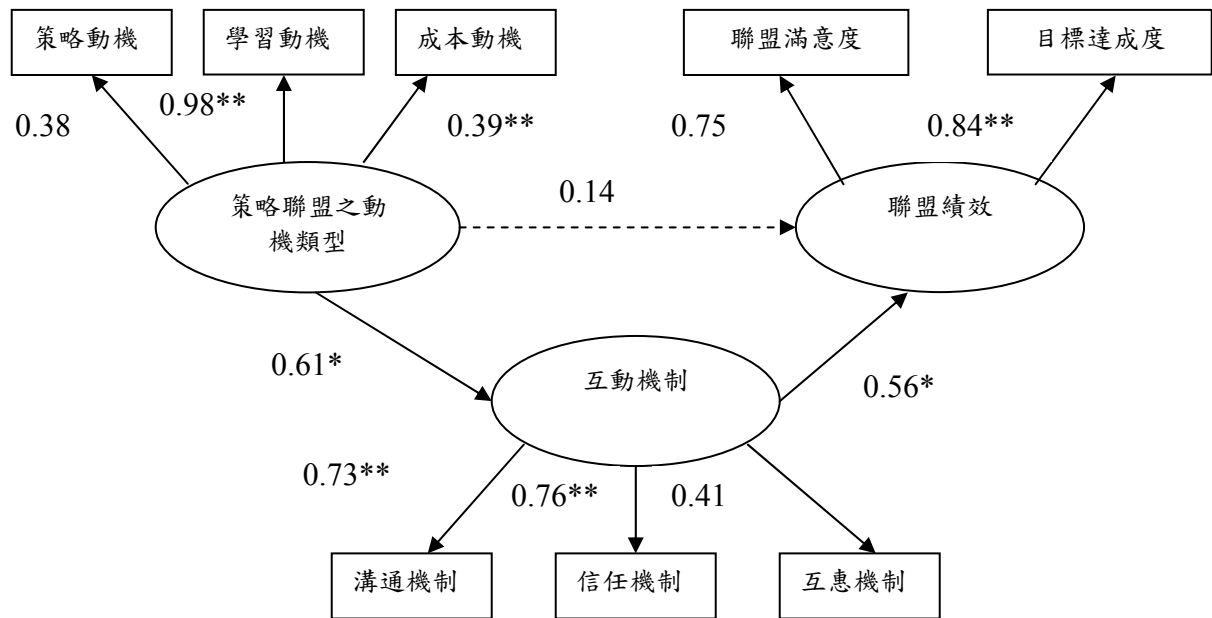 策略動機
學習動機
成本動機
聯盟滿意度
目標達成度
0.38
0.98**
0.39**
0.75
0.84**
策略聯盟之動
機類型
0.14
聯盟績效
0.61*
互動機制
0.56*
0.73**
0.76**
0.41
溝通機制
信任機制
互惠機制